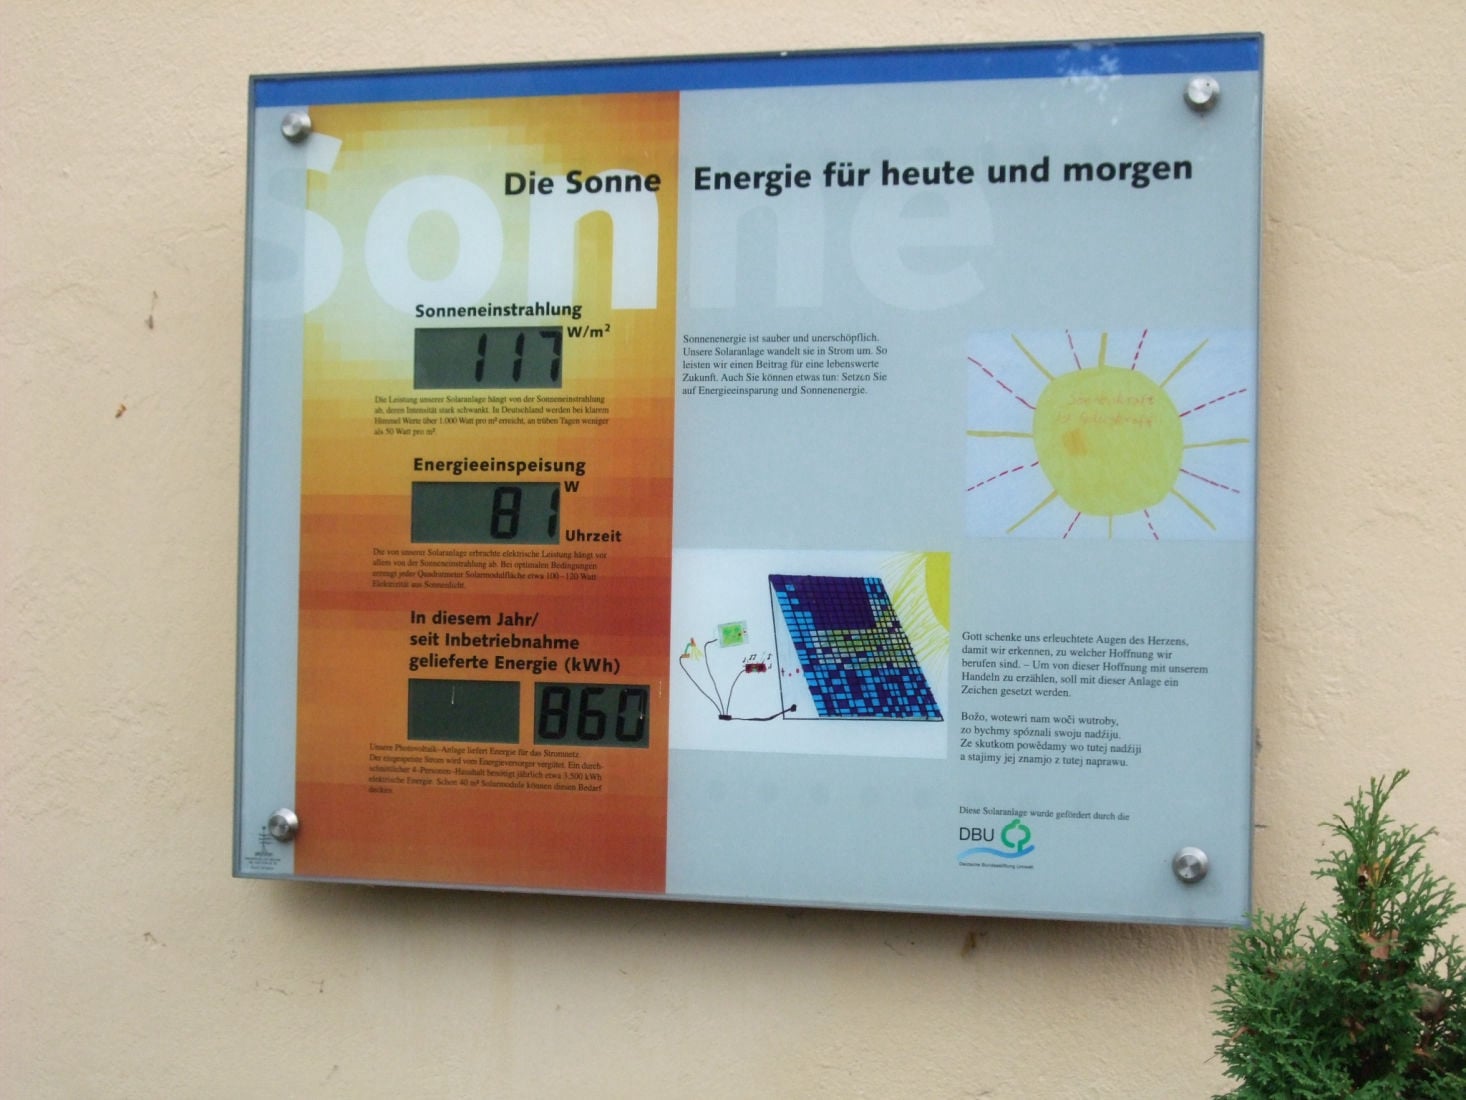 Sonne
Die Sonne Energie für heute und morgen
Sonneneinstrahlung
117 W/m²
Die Leistung unserer Solaranlage hängt von der Sonneneinstrahlung
ab, deren Intensität stark schwankt. In Deutschland werden bei klarem
Himmel Werte über 1.000 Watt pro m² erreicht, an trüben Tagen weniger
als 50 Watt pro m².
Energieeinspeisung
81 W
Uhrzeit
Die von unserer Solaranlage erbrachte elektrische Leistung hängt vor
allem von der Sonneneinstrahlung ab. Bei optimalen Bedingungen
erzeugt jeder Quadratmeter Solarmodulfläche etwa 100–120 Watt
Elektrizität aus Sonnenlicht.
In diesem Jahr/
seit Inbetriebnahme
gelieferte Energie (kWh)
860
Unsere Photovoltaik-Anlage liefert Energie für das Stromnetz.
Der eingespeiste Strom wird vom Energieversorger vergütet. Ein durch-
schnittlicher 4-Personen-Haushalt benötigt jährlich etwa 3.500 kWh
elektrische Energie. Schon 40 m² Solarmodule können diesen Bedarf
decken.
Sonnenenergie ist sauber und unerschöpflich.
Unsere Solaranlage wandelt sie in Strom um. So
leisten wir einen Beitrag für eine lebenswerte
Zukunft. Auch Sie können etwas tun: Setzen Sie
auf Energieeinsparung und Sonnenenergie.
Sonnenkraft
Gott schenke uns erleuchtete Augen des Herzens,
damit wir erkennen, zu welcher Hoffnung wir
berufen sind. – Um von dieser Hoffnung mit unserem
Handeln zu erzählen, soll mit dieser Anlage ein
Zeichen gesetzt werden.
Božo, wotewri nam woči wutroby,
zo bychmy spóznali swoju nadźiju.
Ze skutkom powědamy wo tutej nadźiji
a stajimy jej znamjo z tutej naprawu.
Diese Solaranlage wurde gefördert durch die
DBU
Deutsche Bundesstiftung Umwelt